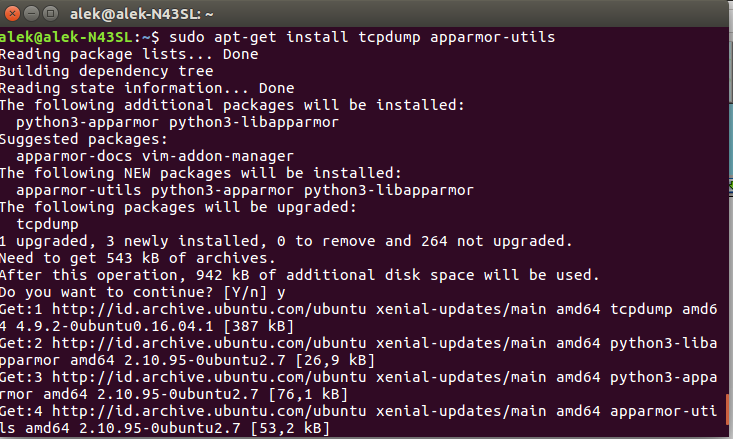 alek@alek-N43SL: ~
alek@alek-N43SL:~$ sudo apt-get install tcpdump apparmor-utils
Reading package lists... Done
Building dependency tree
Reading state information... Done
The following additional packages will be installed:
  python3-apparmor python3-libapparmor
Suggested packages:
  apparmor-docs vim-addon-manager
The following NEW packages will be installed:
  apparmor-utils python3-apparmor python3-libapparmor
The following packages will be upgraded:
  tcpdump
1 upgraded, 3 newly installed, 0 to remove and 264 not upgraded.
Need to get 543 kB of archives.
After this operation, 942 kB of additional disk space will be used.
Do you want to continue? [Y/n] y
Get:1 http://id.archive.ubuntu.com/ubuntu xenial-updates/main amd64 tcpdump amd6
4 4.9.2-0ubuntu0.16.04.1 [387 kB]
Get:2 http://id.archive.ubuntu.com/ubuntu xenial-updates/main amd64 python3-liba
pparmor amd64 2.10.95-0ubuntu2.7 [26,9 kB]
Get:3 http://id.archive.ubuntu.com/ubuntu xenial-updates/main amd64 python3-appa
rmor amd64 2.10.95-0ubuntu2.7 [76,1 kB]
Get:4 http://id.archive.ubuntu.com/ubuntu xenial-updates/main amd64 apparmor-uti
ls amd64 2.10.95-0ubuntu2.7 [53,2 kB]